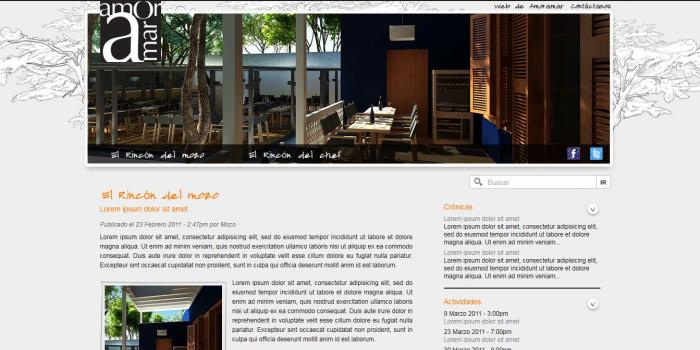 amor
a
mar
Web de Amoramar Contáctanos
El Rincón del mozo El Rincón del chef
Buscar IR
El Rincón del mozo
Lorem ipsum dolor sit amet
Publicado el 23 Febrero 2011 - 2:47pm por Mozo
Lorem ipsum dolor sit amet, consectetur adipisicing elit, sed do eiusmod tempor incididunt ut labore et dolore
magna aliqua. Ut enim ad minim veniam, quis nostrud exercitation ullamco laboris nisi ut aliquip ex ea commodo
consequat. Duis aute irure dolor in reprehenderit in voluptate velit esse cillum dolore eu fugiat nulla pariatur.
Excepteur sint occaecat cupidatat non proident, sunt in culpa qui officia deserunt mollit anim id est laborum.
Lorem ipsum dolor sit amet, consectetur adipisicing elit, sed do
eiusmod tempor incididunt ut labore et dolore magna aliqua. Ut enim
ad minim veniam, quis nostrud exercitation ullamco laboris nisi ut
aliquip ex ea commodo consequat. Duis aute irure dolor in
reprehenderit in voluptate velit esse cillum dolore eu fugiat nulla
pariatur. Excepteur sint occaecat cupidatat non proident, sunt in
culpa qui officia deserunt mollit anim id est laborum.
Crónicas
Lorem ipsum dolor sit amet
Lorem ipsum dolor sit amet, consectetur adipisicing elit,
sed do eiusmod tempor incididunt ut labore et dolore
magna aliqua. Ut enim ad minim veniam...
Lorem ipsum dolor sit amet
Lorem ipsum dolor sit amet, consectetur adipisicing elit,
sed do eiusmod tempor incididunt ut labore et dolore
magna aliqua. Ut enim ad minim veniam...
Actividades
9 Marzo 2011 - 3:00pm
Lorem ipsum dolor sit amet
23 Marzo 2011 - 7:00pm
Lorem ipsum dolor sit amet